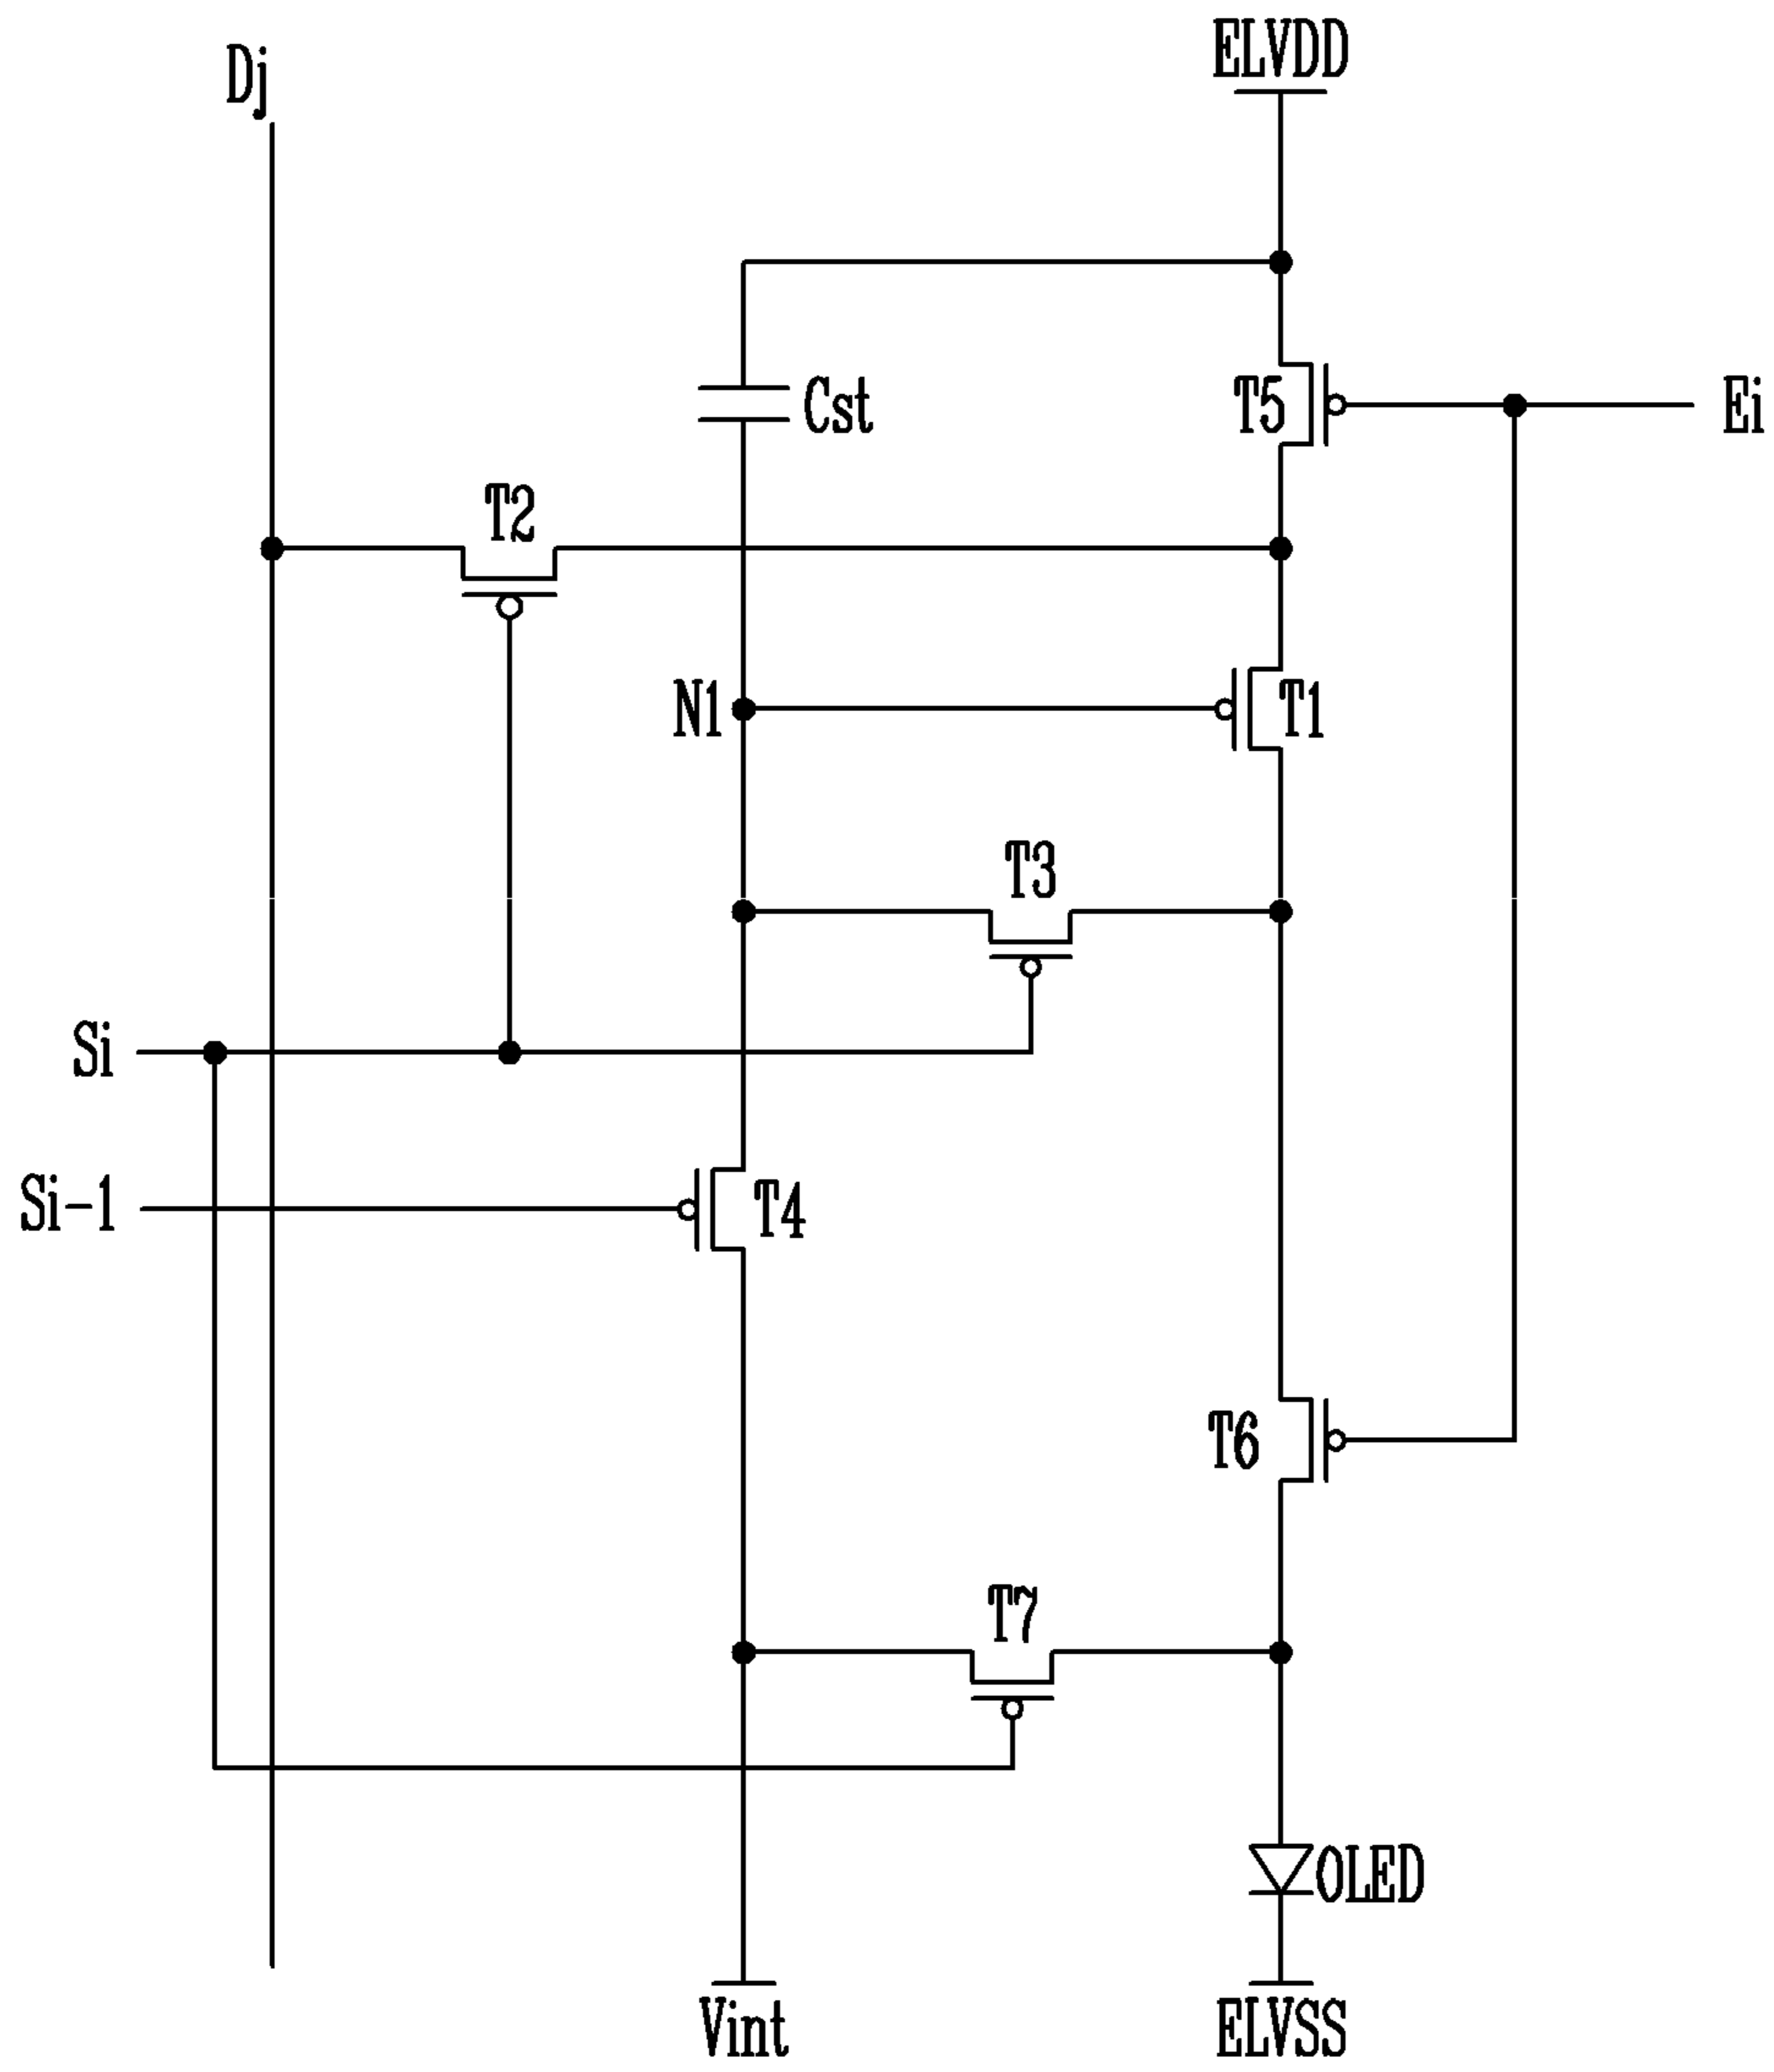 ELVDD
Dj
Cst
T5
Ei
T2
N1
T1
T3
Si
Si-1
T4
T6
T7
OLED
Vint
ELVSS